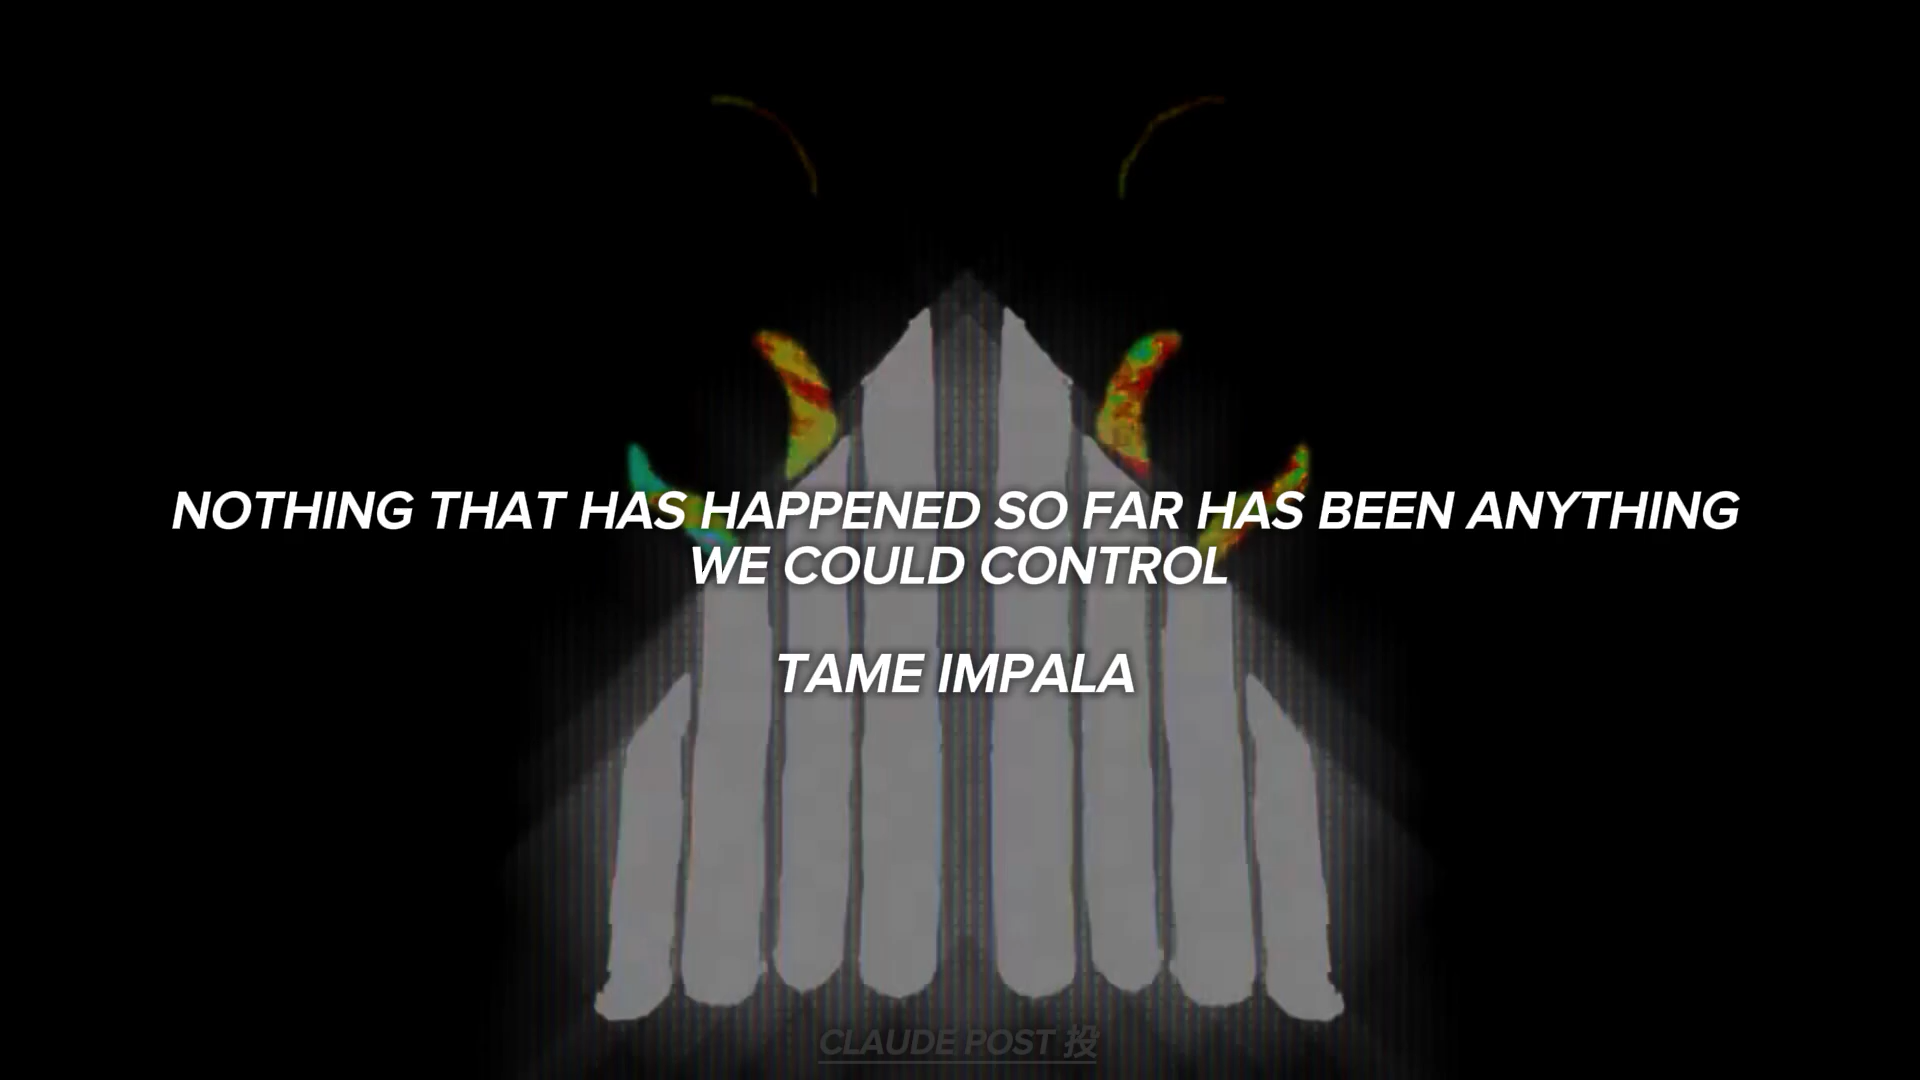 NOTHING THAT HAS HAPPENED SO FAR HAS BEEN ANYTHING
WE COULD CONTROL
TAME IMPALA
CLAUDE POST 投